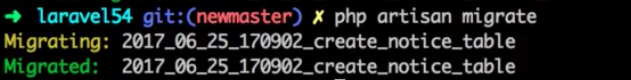 ➜ laravel54 git:(newmaster) ✗ php artisan migrate
Migrating: 2017_06_25_170902_create_notice_table
Migrated:  2017_06_25_170902_create_notice_table